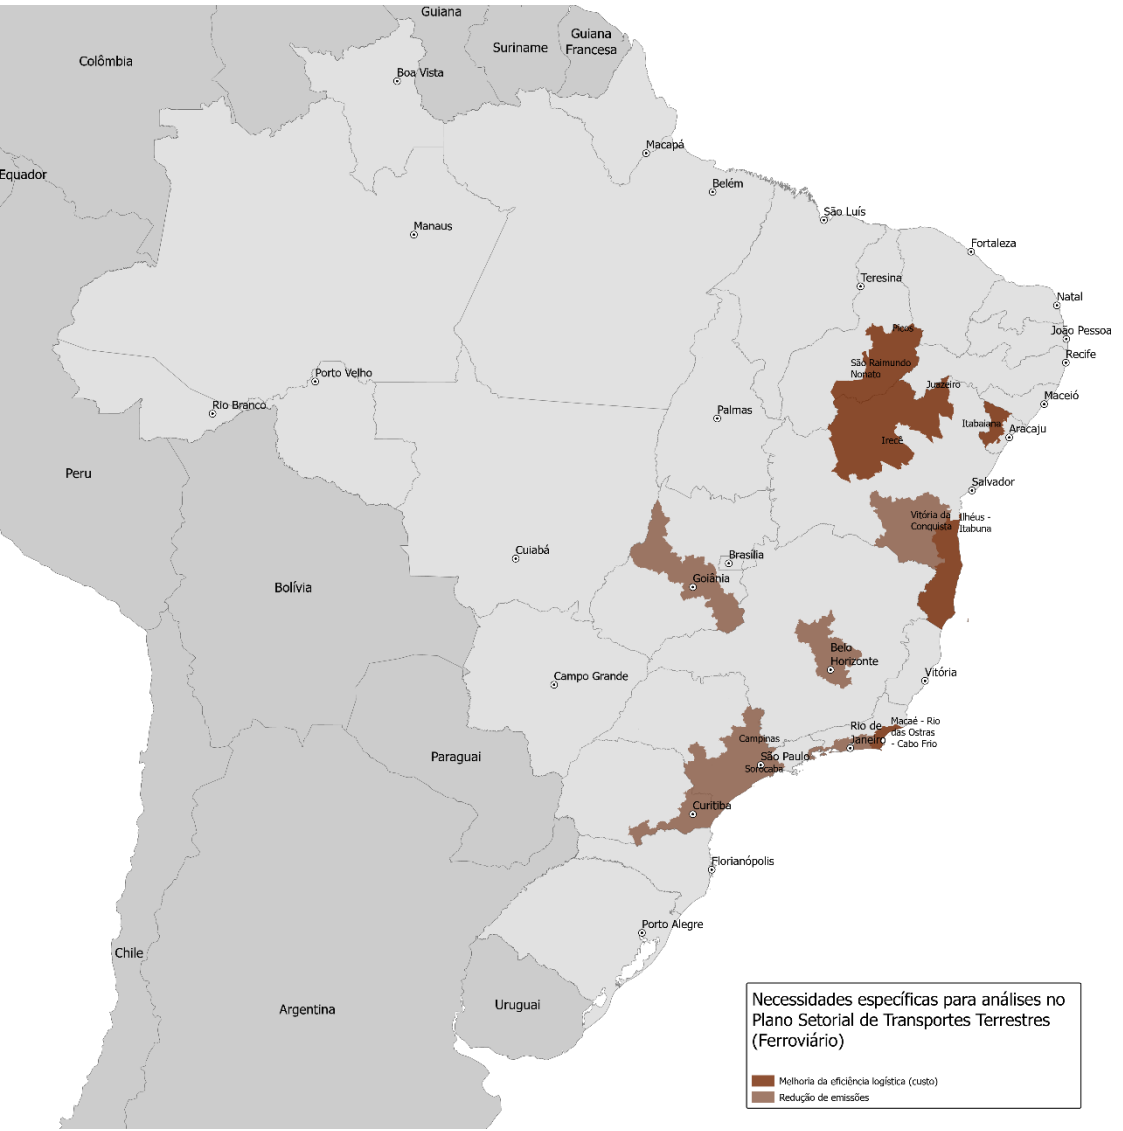 Guiana
Guiana
Francesa
Suriname
Colômbia
Boa Vista
Macapá
Equador
Belém
São Luís
Manaus
Fortaleza
Teresina
Natal
Picos
João Pessoa
Recife
São Raimundo
Nonato
Porto Velho
Juazeiro
Maceió
Rio Branco
Palmas
Itabaiana
Aracaju
Irecê
Peru
Salvador
Vitória da
Conquista
Ilhéus -
Itabuna
Cuiabá
Brasília
Goiânia
Bolívia
Belo
Horizonte
Vitória
Campo Grande
Macaé - Rio
das Ostras
- Cabo Frio
Rio de
Janeiro
Campinas
São Paulo
Sorocaba
Paraguai
Curitiba
Florianópolis
Porto Alegre
Chile
Uruguai
Argentina
Necessidades específicas para análises no
Plano Setorial de Transportes Terrestres
(Ferroviário)
Melhoria da eficiência logística (custo)
Redução de emissões